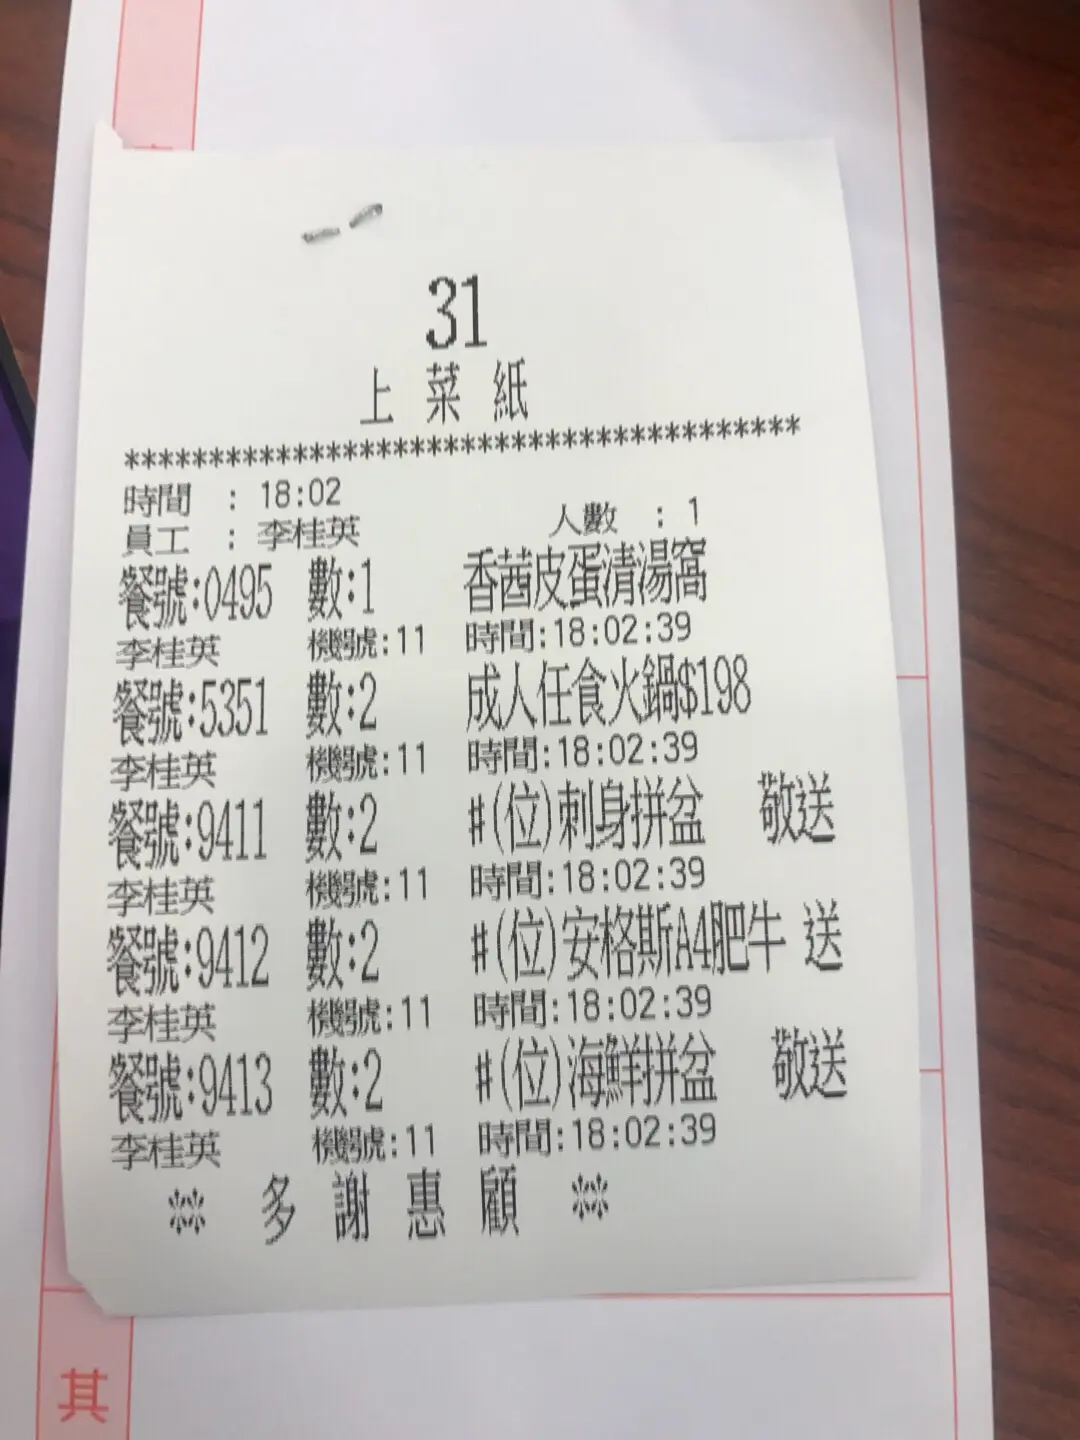 31
上菜紙
****************************************
時間 : 18:02
員工 : 李桂英 人數 : 1
餐號:0495 數:1 香茜皮蛋清湯窩
李桂英 機號:11 時間:18:02:39
餐號:5351 數:2 成人任食火鍋$198
李桂英 機號:11 時間:18:02:39
餐號:9411 數:2 #(位)刺身拼盆 敬送
李桂英 機號:11 時間:18:02:39
餐號:9412 數:2 #(位)安格斯A4肥牛 送
李桂英 機號:11 時間:18:02:39
餐號:9413 數:2 #(位)海鮮拼盆 敬送
李桂英 機號:11 時間:18:02:39
** 多謝惠顧 **
其